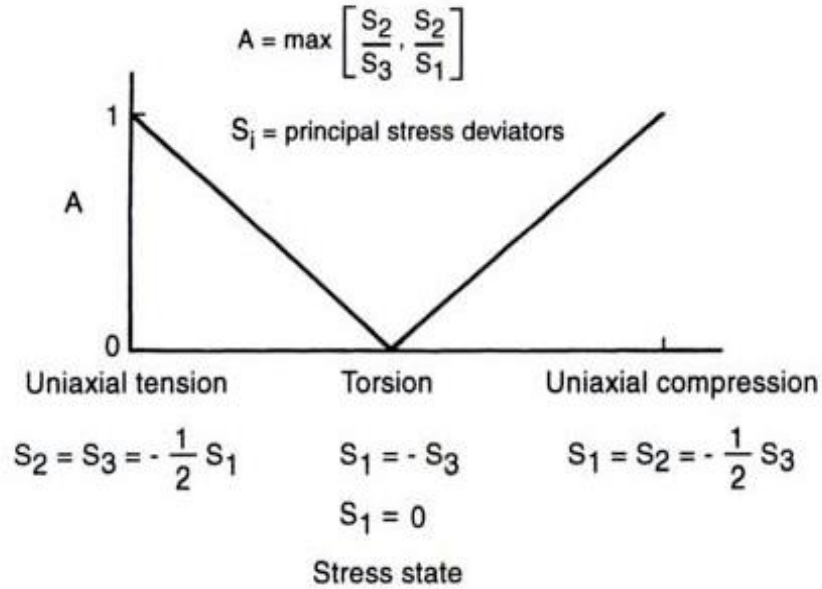 A = max [ S2/S3 , S2/S1 ]
Si = principal stress deviators
1
A
0
Uniaxial tension Torsion Uniaxial compression
S2 = S3 = - 1/2 S1 S1 = - S3 S1 = S2 = - 1/2 S3
S1 = 0
Stress state